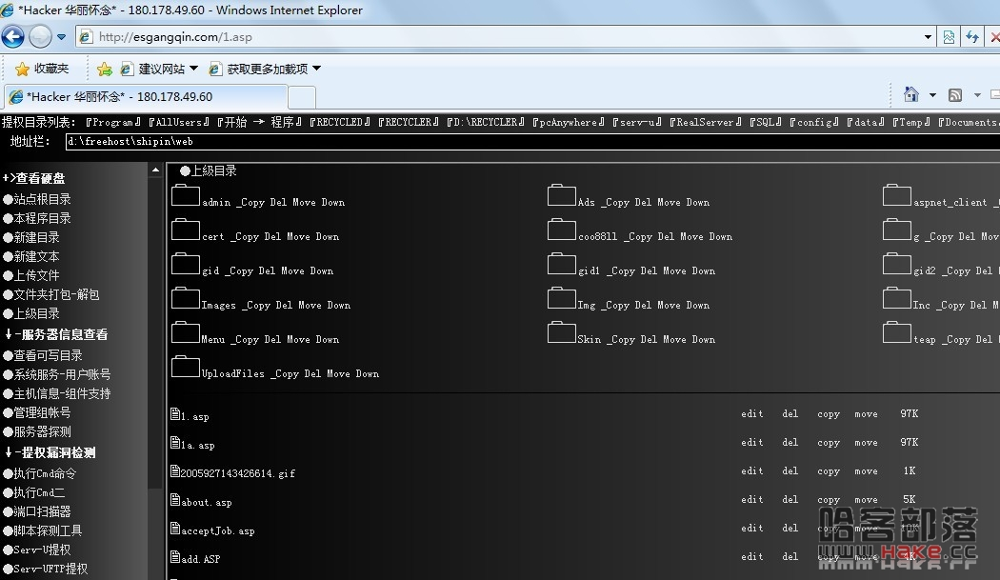 *Hacker 华丽怀念* - 180.178.49.60 - Windows Internet Explorer
http://esgangqin.com/1.asp
收藏夹 建议网站 获取更多加载项
*Hacker 华丽怀念* - 180.178.49.60
提权目录列表: 『Program』『AllUsers』『开始 → 程序』『RECYCLED』『RECYCLER』『D:\RECYCLER』『pcAnywhere』『serv-u』『RealServer』『SQL』『config』『data』『Temp』『Documents
地址栏: d:\freehost\shipin\web
+>查看硬盘
●站点根目录
●本程序目录
●新建目录
●新建文本
●上传文件
●文件夹打包-解包
●上级目录
↓-服务器信息查看
●查看可写目录
●系统服务-用户账号
●主机信息-组件支持
●管理组帐号
●服务器探测
↓-提权漏洞检测
●执行Cmd命令
●执行Cmd二
●端口扫描器
●脚本探测工具
●Serv-U提权
●Serv-UFTP提权
●上级目录
admin _Copy Del Move Down Ads _Copy Del Move Down aspnet_client _
cert _Copy Del Move Down coo88ll _Copy Del Move Down g _Copy Del Mov
gid _Copy Del Move Down gid1 _Copy Del Move Down gid2 _Copy Del
Images _Copy Del Move Down Img _Copy Del Move Down Inc _Copy Del M
Menu _Copy Del Move Down Skin _Copy Del Move Down teap _Copy Del
UploadFiles _Copy Del Move Down
1.asp edit del copy move 97K
1a.asp edit del copy move 97K
2005927143426614.gif edit del copy move 1K
about.asp edit del copy move 5K
acceptJob.asp edit del copy move 10K
add.ASP edit del copy move 4K
哈客部落
www.Hake.cc